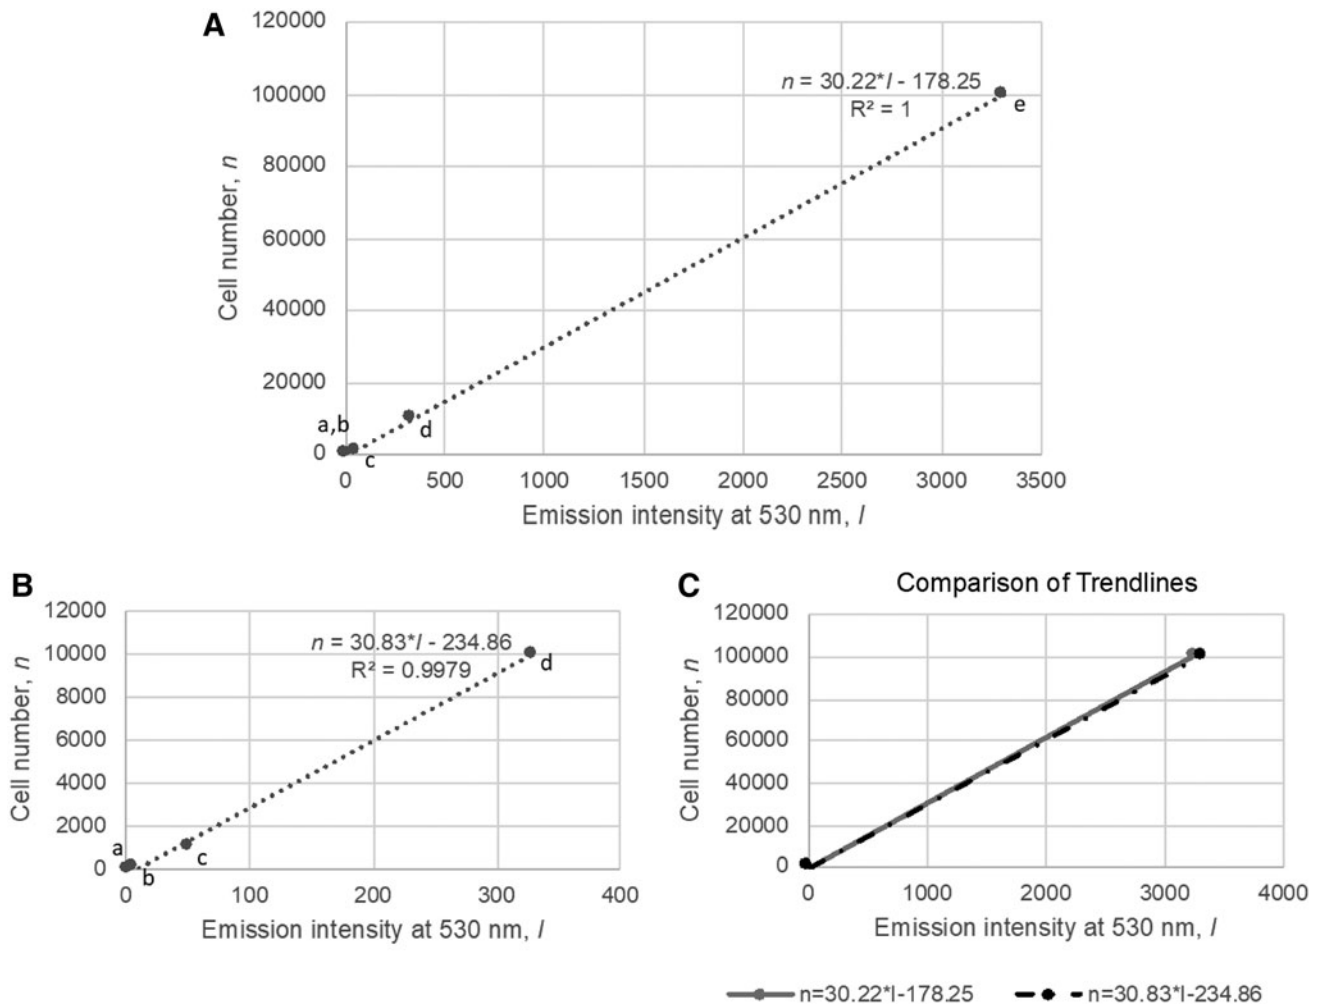 A
120000
100000
80000
60000
40000
20000
0
Cell number, n
n = 30.22*I - 178.25
R² = 1
a,b
c
d
e
0 500 1000 1500 2000 2500 3000 3500
Emission intensity at 530 nm, I
B
12000
10000
8000
6000
4000
2000
0
Cell number, n
n = 30.83*I - 234.86
R² = 0.9979
a
b
c
d
0 100 200 300 400
Emission intensity at 530 nm, I
C
Comparison of Trendlines
120000
100000
80000
60000
40000
20000
0
Cell number, n
0 1000 2000 3000 4000
Emission intensity at 530 nm, I
n=30.22*I-178.25 n=30.83*I-234.86